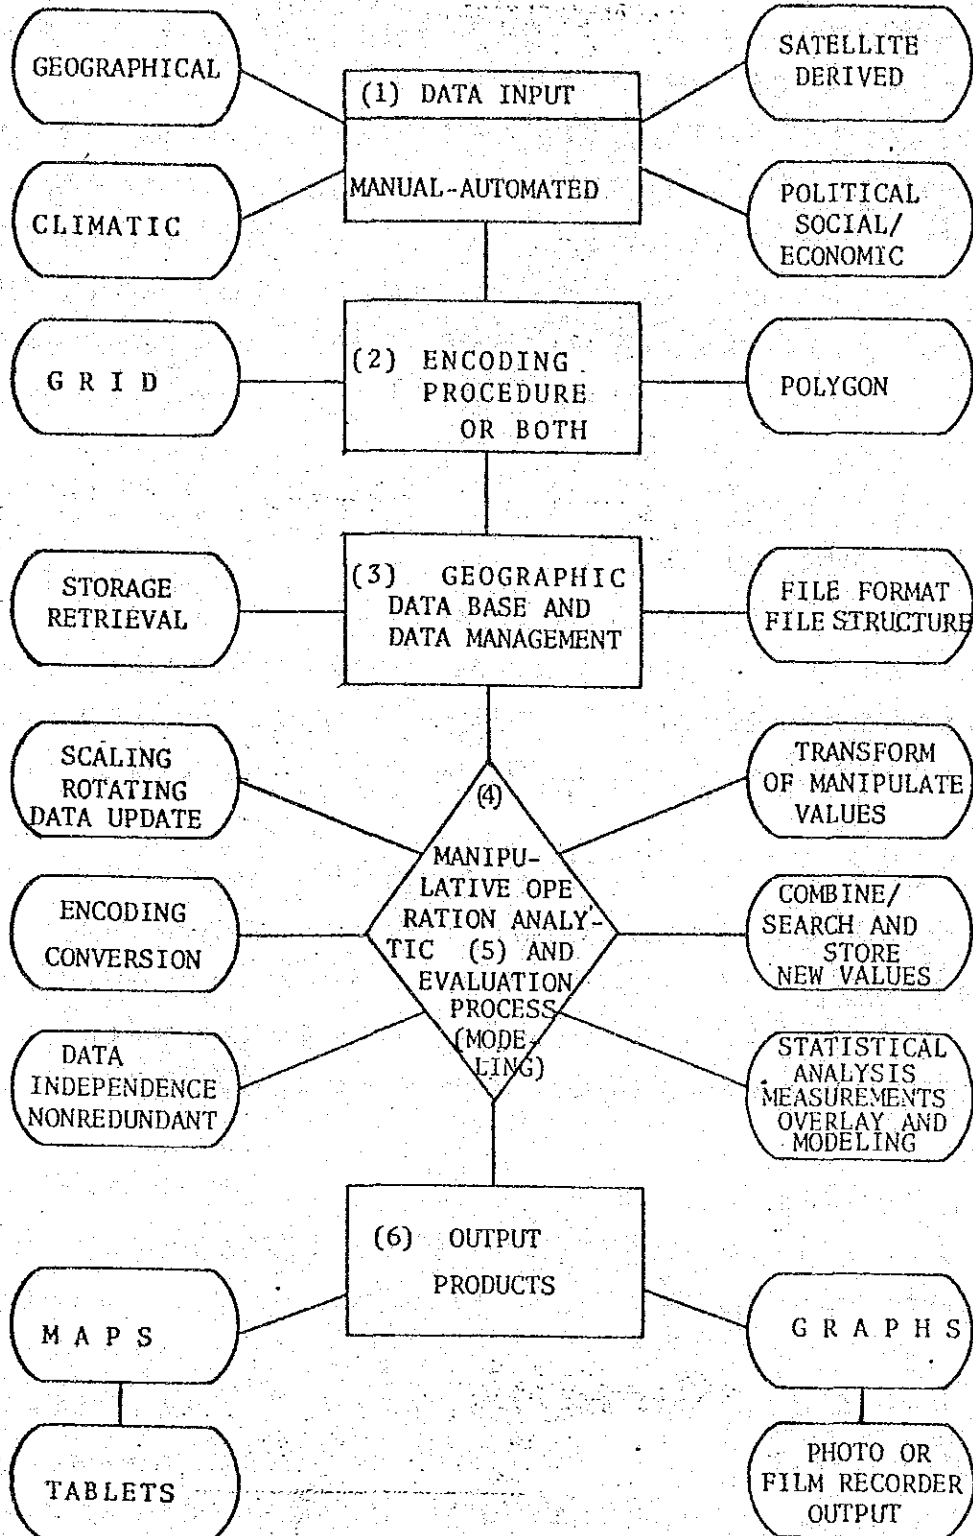 GEOGRAPHICAL
(1) DATA INPUT
MANUAL-AUTOMATED
SATELLITE
DERIVED
CLIMATIC
POLITICAL
SOCIAL/
ECONOMIC
GRID
(2) ENCODING
PROCEDURE
OR BOTH
POLYGON
STORAGE
RETRIEVAL
(3) GEOGRAPHIC
DATA BASE AND
DATA MANAGEMENT
FILE FORMAT
FILE STRUCTURE
SCALING
ROTATING
DATA UPDATE
(4)
MANIPU-
LATIVE OPE
RATION ANALY-
TIC (5) AND
EVALUATION
PROCESS
(MODE-
LING)
TRANSFORM
OF MANIPULATE
VALUES
ENCODING
CONVERSION
COMBINE/
SEARCH AND
STORE
NEW VALUES
DATA
INDEPENDENCE
NONREDUNDANT
STATISTICAL
ANALYSIS
MEASUREMENTS
OVERLAY AND
MODELING
(6) OUTPUT
PRODUCTS
MAPS
GRAPHS
TABLETS
PHOTO OR
FILM RECORDER
OUTPUT